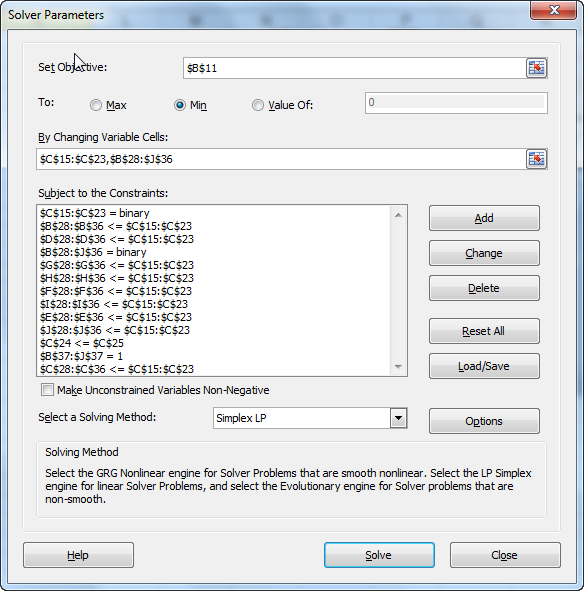 Solver Parameters
Set Objective: $B$11
To: Max Min Value Of: 0
By Changing Variable Cells:
$C$15:$C$23,$B$28:$J$36
Subject to the Constraints:
$C$15:$C$23 = binary
$B$28:$B$36 <= $C$15:$C$23
$D$28:$D$36 <= $C$15:$C$23
$B$28:$J$36 = binary
$G$28:$G$36 <= $C$15:$C$23
$H$28:$H$36 <= $C$15:$C$23
$F$28:$F$36 <= $C$15:$C$23
$I$28:$I$36 <= $C$15:$C$23
$E$28:$E$36 <= $C$15:$C$23
$J$28:$J$36 <= $C$15:$C$23
$C$24 <= $C$25
$B$37:$J$37 = 1
$C$28:$C$36 <= $C$15:$C$23
Add
Change
Delete
Reset All
Load/Save
Make Unconstrained Variables Non-Negative
Select a Solving Method: Simplex LP Options
Solving Method
Select the GRG Nonlinear engine for Solver Problems that are smooth nonlinear. Select the LP Simplex
engine for linear Solver Problems, and select the Evolutionary engine for Solver problems that are
non-smooth.
Help Solve Close